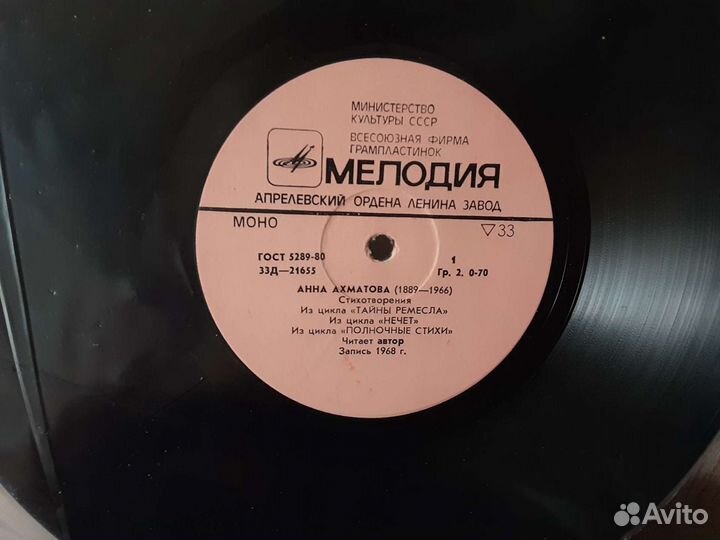 МИНИСТЕРСТВО
КУЛЬТУРЫ СССР
ВСЕСОЮЗНАЯ ФИРМА
ГРАМПЛАСТИНОК
МЕЛОДИЯ
АПРЕЛЕВСКИЙ ОРДЕНА ЛЕНИНА ЗАВОД
МОНО ▽33
ГОСТ 5289-80 1
33Д—21655 Гр. 2. 0-70
АННА АХМАТОВА (1889—1966)
Стихотворения
Из цикла «ТАЙНЫ РЕМЕСЛА»
Из цикла «НЕЧЕТ»
Из цикла «ПОЛНОЧНЫЕ СТИХИ»
Читает автор
Запись 1968 г.
Avito